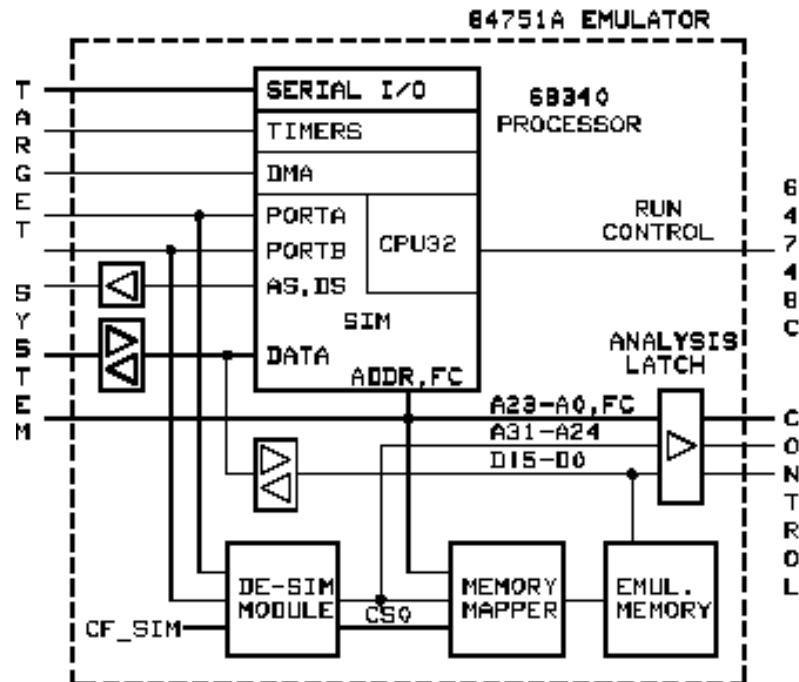 84751A EMULATOR
TARGET SYSTEM
SERIAL I/O
68340
PROCESSOR
TIMERS
DMA
PORTA
PORTB
CPU32
RUN
CONTROL
AS,DS
SIM
DATA
ADDR,FC
ANALYSIS
LATCH
64748C CONTROL
A23-A0,FC
A31-A24
D15-D0
DE-SIM
MODULE
CS0
MEMORY
MAPPER
EMUL.
MEMORY
CF_SIM